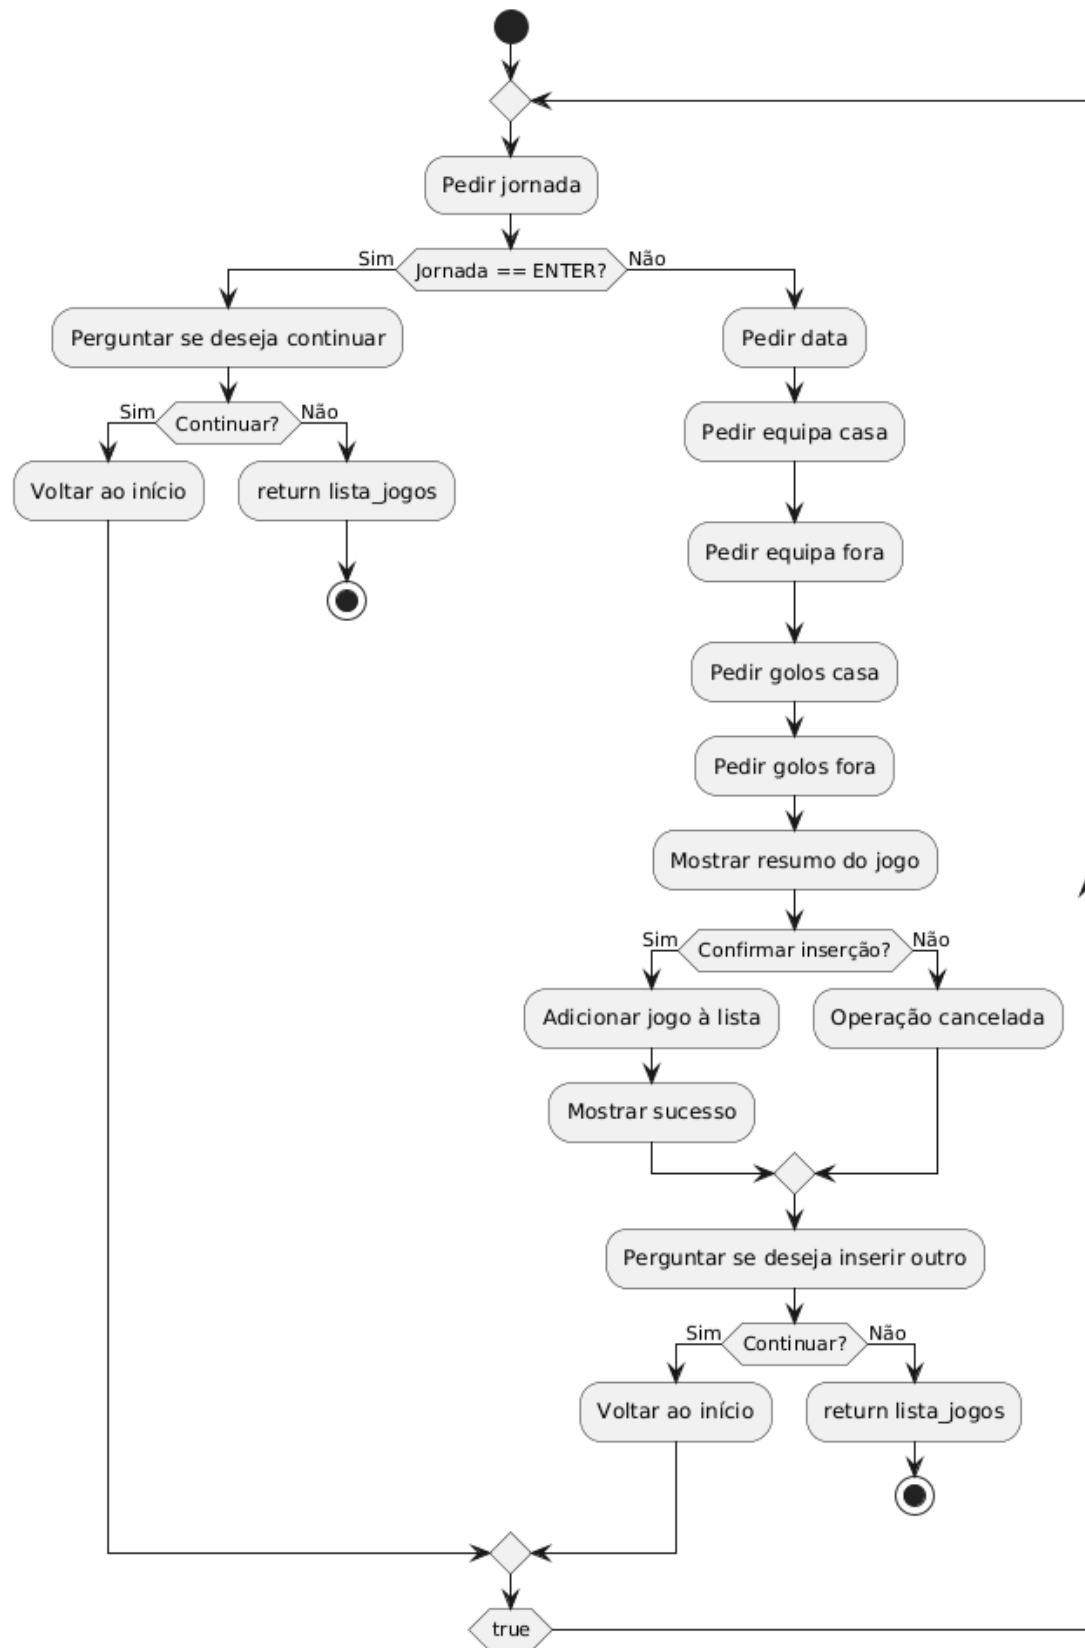 Pedir jornada
Sim
Jornada == ENTER?
Não
Perguntar se deseja continuar
Sim
Continuar?
Não
Voltar ao início
return lista_jogos
Pedir data
Pedir equipa casa
Pedir equipa fora
Pedir golos casa
Pedir golos fora
Mostrar resumo do jogo
Sim
Confirmar inserção?
Não
Adicionar jogo à lista
Operação cancelada
Mostrar sucesso
Perguntar se deseja inserir outro
Sim
Continuar?
Não
Voltar ao início
return lista_jogos
true